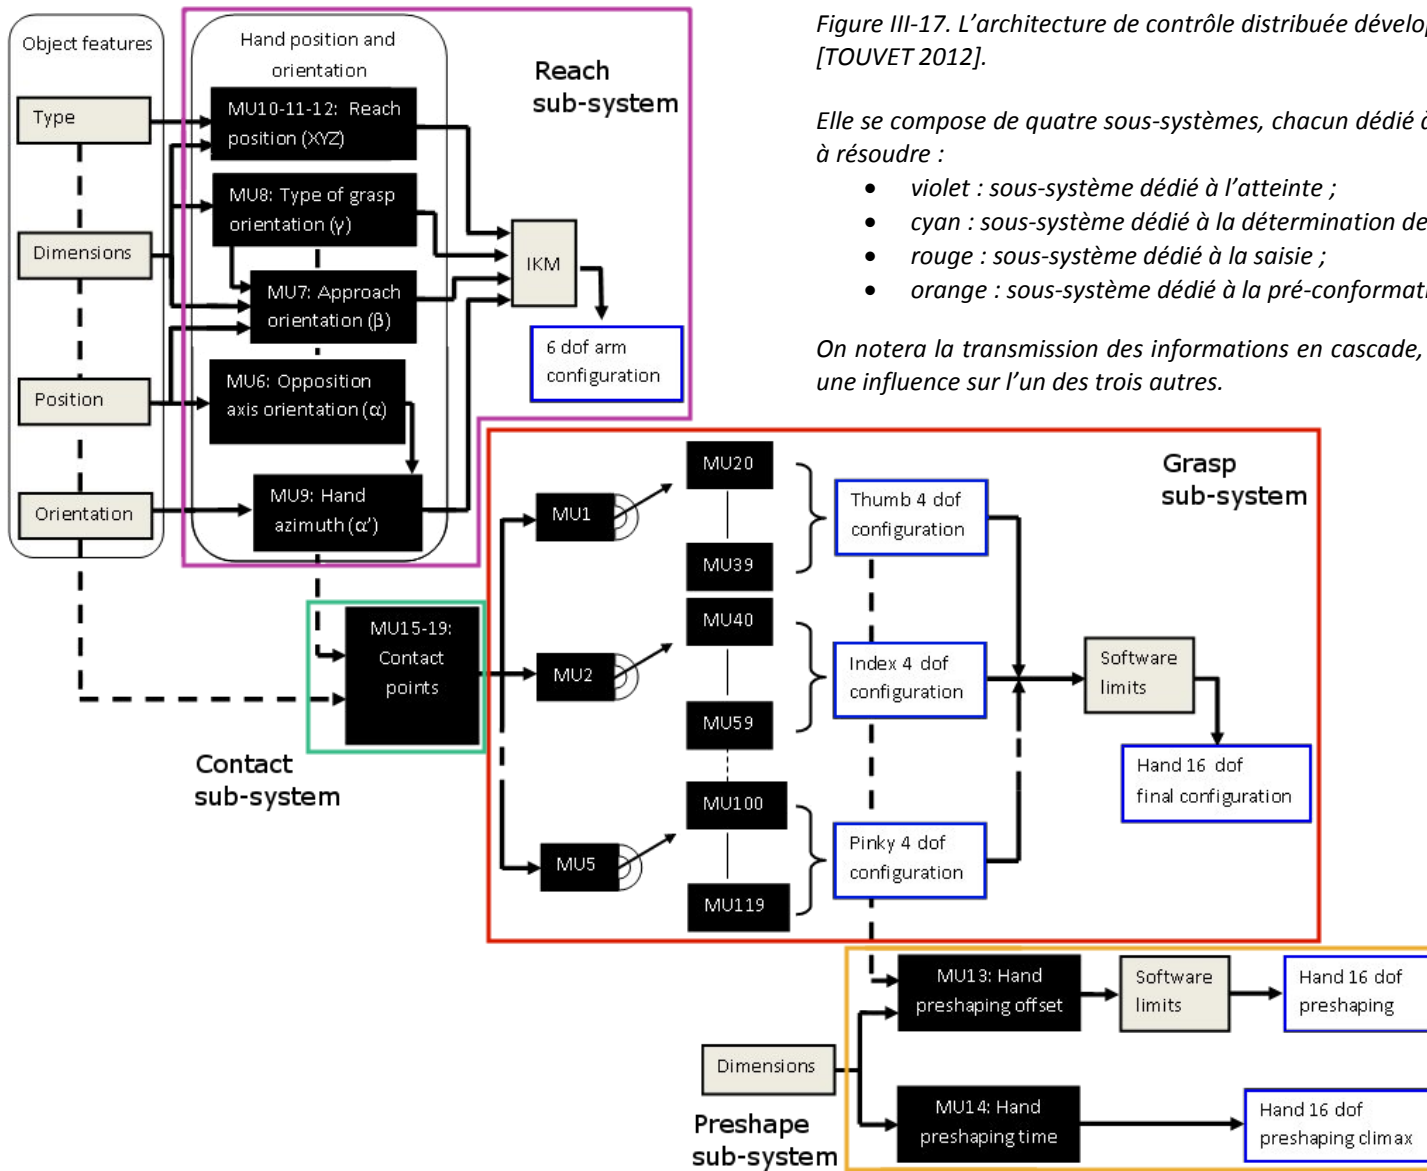 Figure III-17. L'architecture de contrôle distribuée dévelop
[TOUVET 2012].
Elle se compose de quatre sous-systèmes, chacun dédié à
à résoudre :
• violet : sous-système dédié à l'atteinte ;
• cyan : sous-système dédié à la détermination de
• rouge : sous-système dédié à la saisie ;
• orange : sous-système dédié à la pré-conformati
On notera la transmission des informations en cascade,
une influence sur l'un des trois autres.
Object features
Type
Dimensions
Position
Orientation
Hand position and
orientation
MU10-11-12: Reach
position (XYZ)
MU8: Type of grasp
orientation (γ)
MU7: Approach
orientation (β)
MU6: Opposition
axis orientation (α)
MU9: Hand
azimuth (α')
Reach
sub-system
IKM
6 dof arm
configuration
MU15-19:
Contact
points
Contact
sub-system
Grasp
sub-system
MU1
MU2
MU5
MU20
MU39
MU40
MU59
MU100
MU119
Thumb 4 dof
configuration
Index 4 dof
configuration
Pinky 4 dof
configuration
Software
limits
Hand 16 dof
final configuration
Dimensions
Preshape
sub-system
MU13: Hand
preshaping offset
Software
limits
Hand 16 dof
preshaping
MU14: Hand
preshaping time
Hand 16 dof
preshaping climax